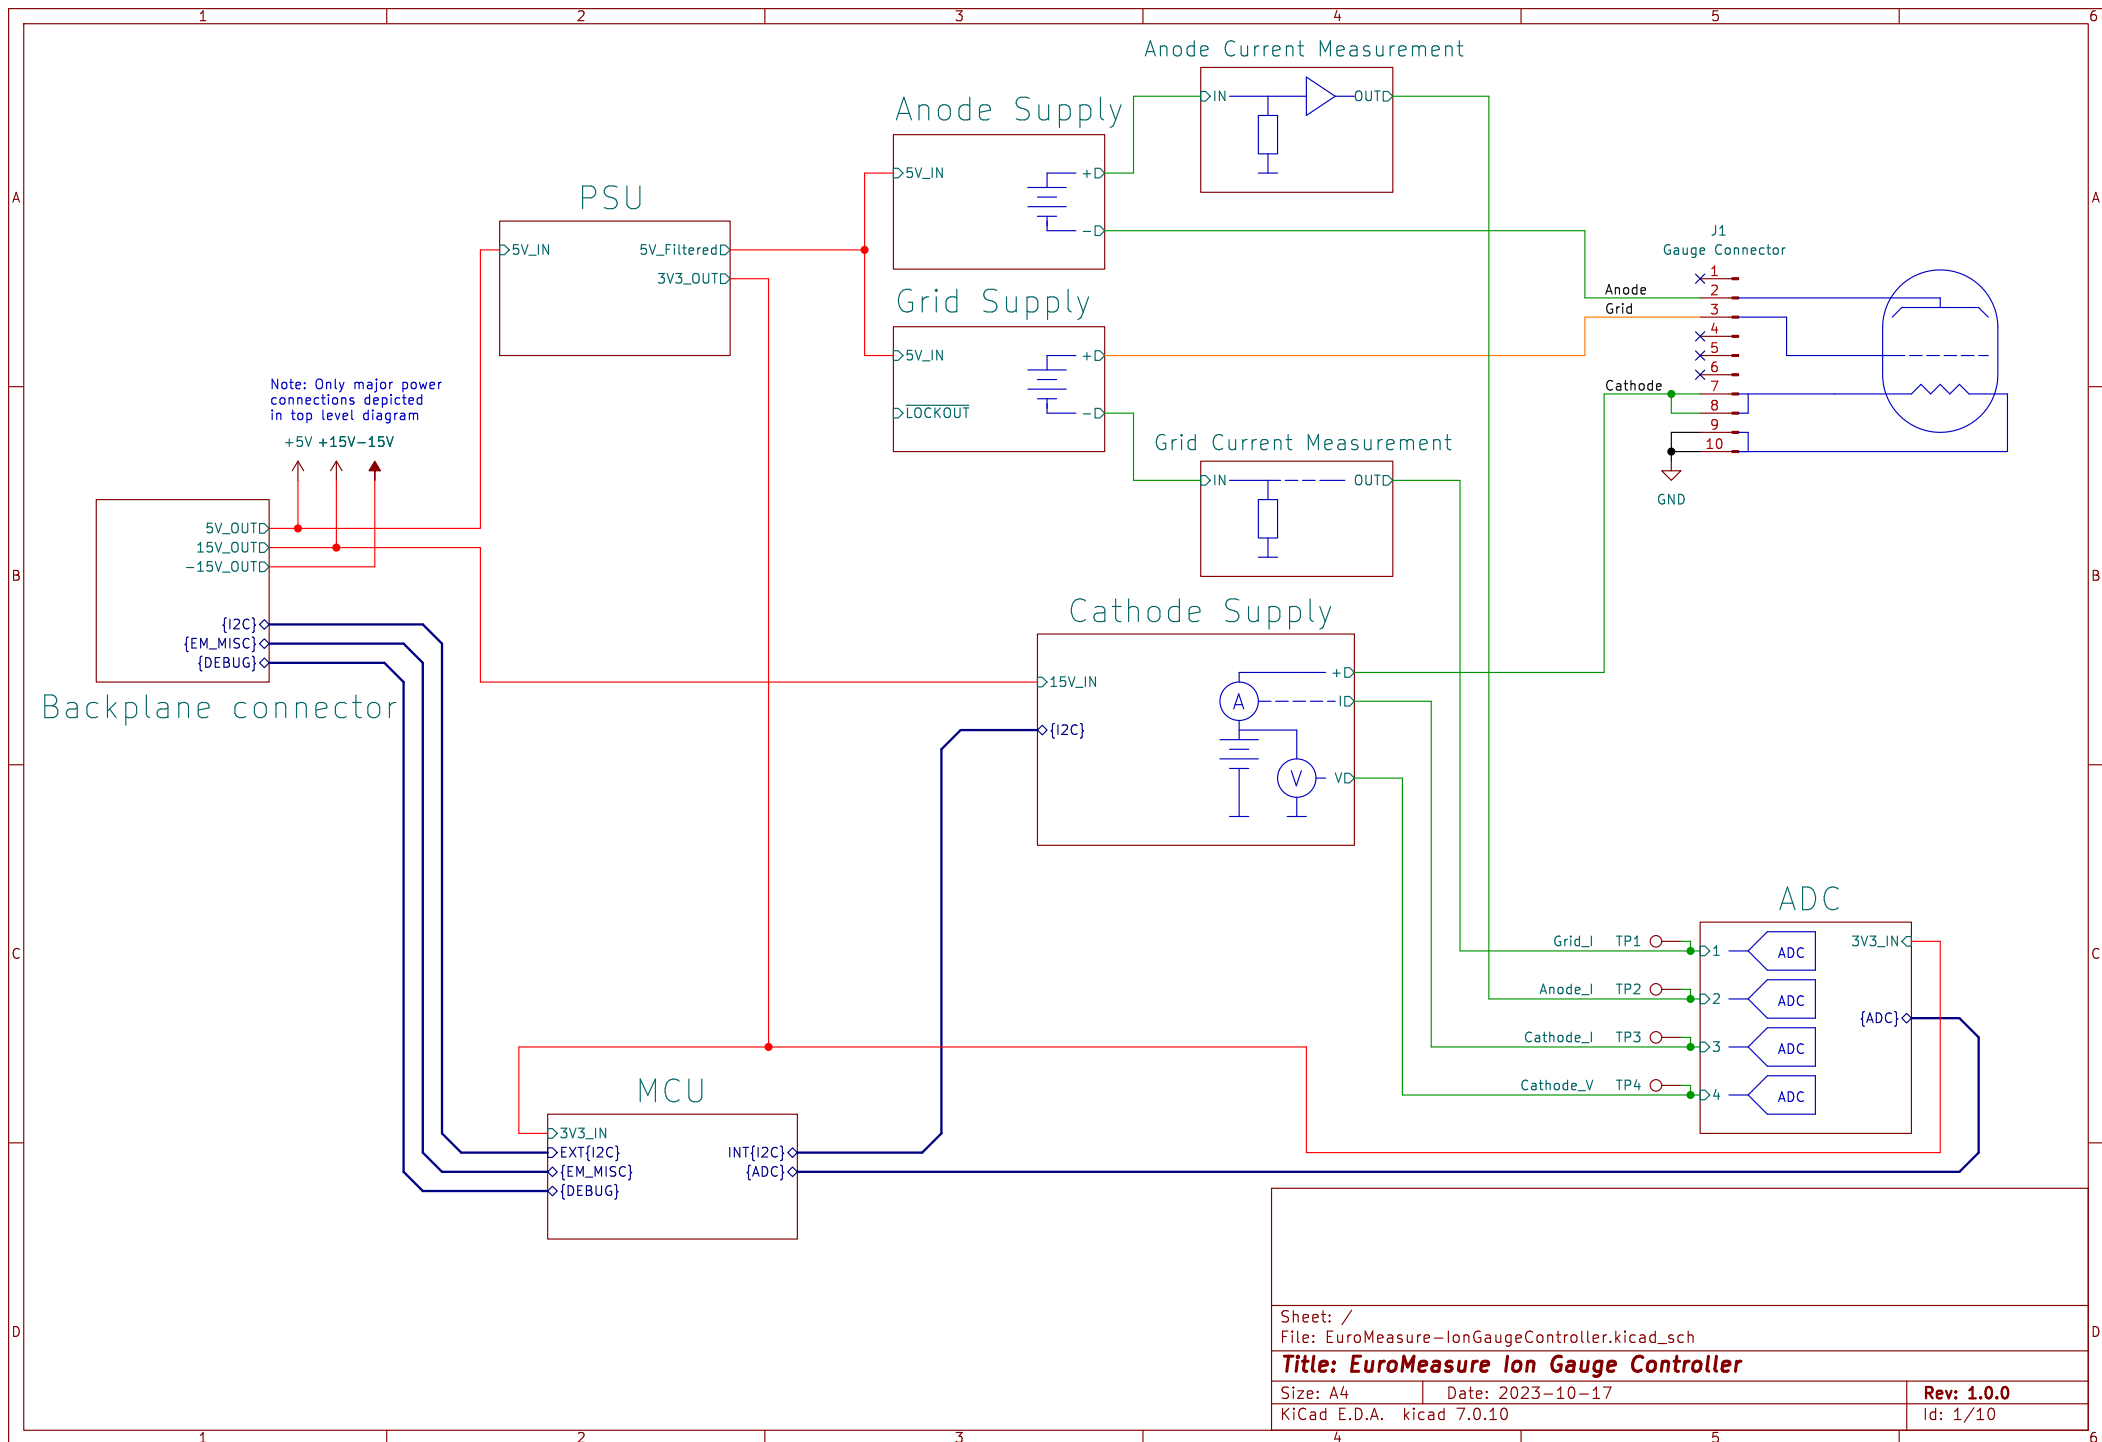 1 2 3 4 5 6
A
B
C
D
A
B
C
D
1 2 3 4 5 6
Anode Current Measurement
IN
OUT
Anode Supply
5V_IN
+
-
PSU
5V_IN
5V_Filtered
3V3_OUT
Grid Supply
5V_IN
LOCKOUT
+
-
Grid Current Measurement
IN
OUT
J1
Gauge Connector
Anode
Grid
Cathode
1
2
3
4
5
6
7
8
9
10
GND
Note: Only major power
connections depicted
in top level diagram
+5V +15V -15V
5V_OUT
15V_OUT
-15V_OUT
{I2C}
{EM_MISC}
{DEBUG}
Backplane connector
Cathode Supply
15V_IN
{I2C}
A
V
+
I
V
ADC
Grid_I TP1
Anode_I TP2
Cathode_I TP3
Cathode_V TP4
1 ADC
2 ADC
3 ADC
4 ADC
3V3_IN
{ADC}
MCU
3V3_IN
EXT{I2C}
{EM_MISC}
{DEBUG}
INT{I2C}
{ADC}
Sheet: /
File: EuroMeasure-IonGaugeController.kicad_sch
Title: EuroMeasure Ion Gauge Controller
Size: A4 Date: 2023-10-17 Rev: 1.0.0
KiCad E.D.A. kicad 7.0.10 Id: 1/10